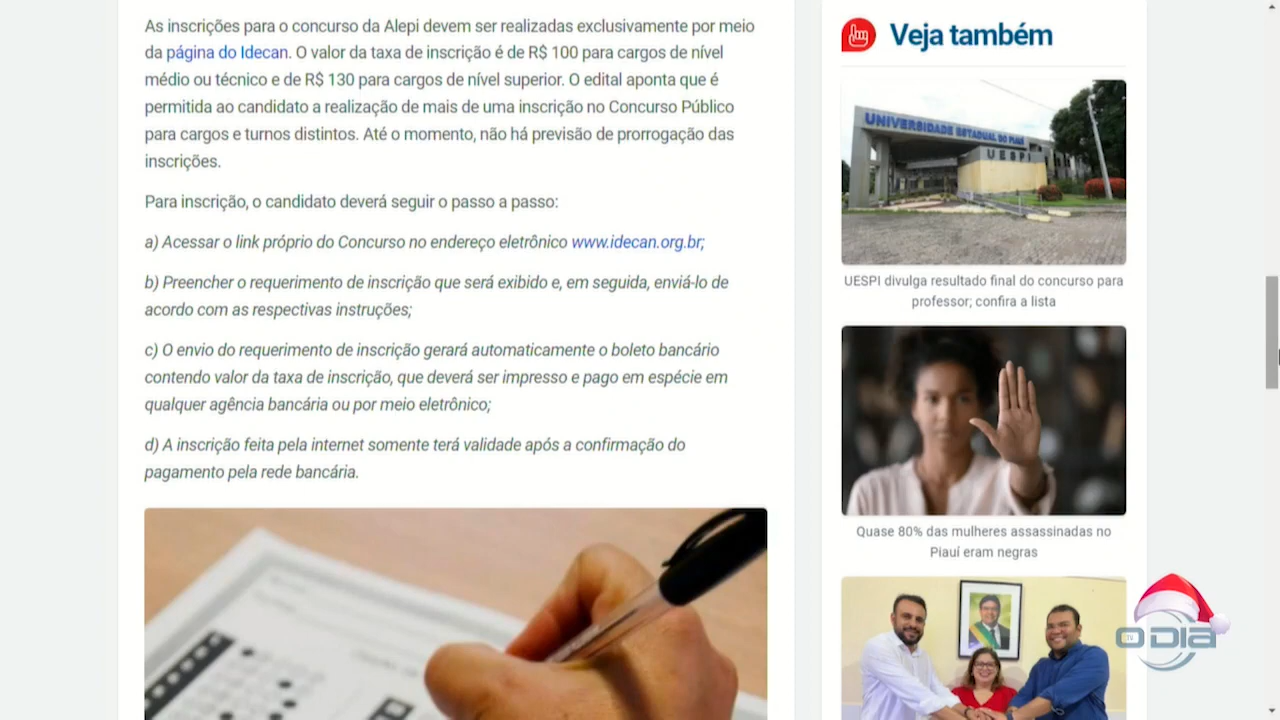 As inscrições para o concurso da Alepi devem ser realizadas exclusivamente por meio
da página do Idecan. O valor da taxa de inscrição é de R$ 100 para cargos de nível
médio ou técnico e de R$ 130 para cargos de nível superior. O edital aponta que é
permitida ao candidato a realização de mais de uma inscrição no Concurso Público
para cargos e turnos distintos. Até o momento, não há previsão de prorrogação das
inscrições.
Para inscrição, o candidato deverá seguir o passo a passo:
a) Acessar o link próprio do Concurso no endereço eletrônico www.idecan.org.br;
b) Preencher o requerimento de inscrição que será exibido e, em seguida, enviá-lo de
acordo com as respectivas instruções;
c) O envio do requerimento de inscrição gerará automaticamente o boleto bancário
contendo valor da taxa de inscrição, que deverá ser impresso e pago em espécie em
qualquer agência bancária ou por meio eletrônico;
d) A inscrição feita pela internet somente terá validade após a confirmação do
pagamento pela rede bancária.
Veja também
UNIVERSIDADE ESTADUAL DO PIAUÍ
UESPI
UESPI divulga resultado final do concurso para
professor; confira a lista
Quase 80% das mulheres assassinadas no
Piauí eram negras
TV O DIA